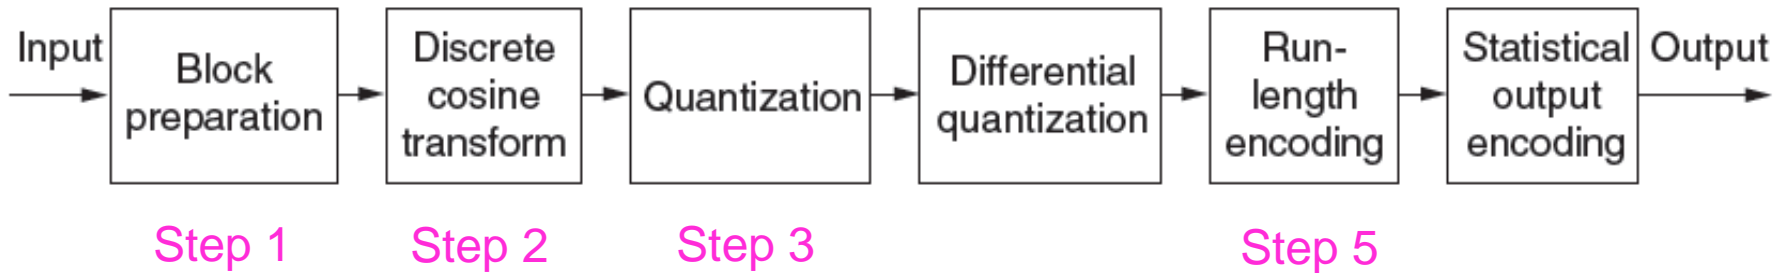 Input
Block
preparation
Discrete
cosine
transform
Quantization
Differential
quantization
Run-
length
encoding
Statistical
output
encoding
Output
Step 1
Step 2
Step 3
Step 5